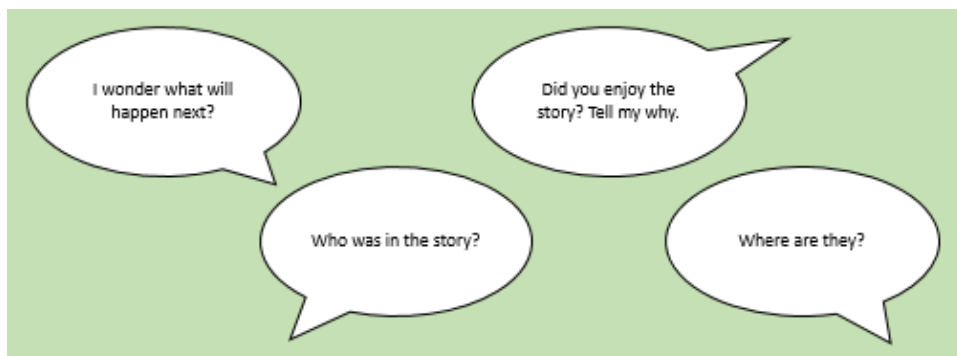 I wonder what will
happen next?
Did you enjoy the
story? Tell my why.
Who was in the story?
Where are they?